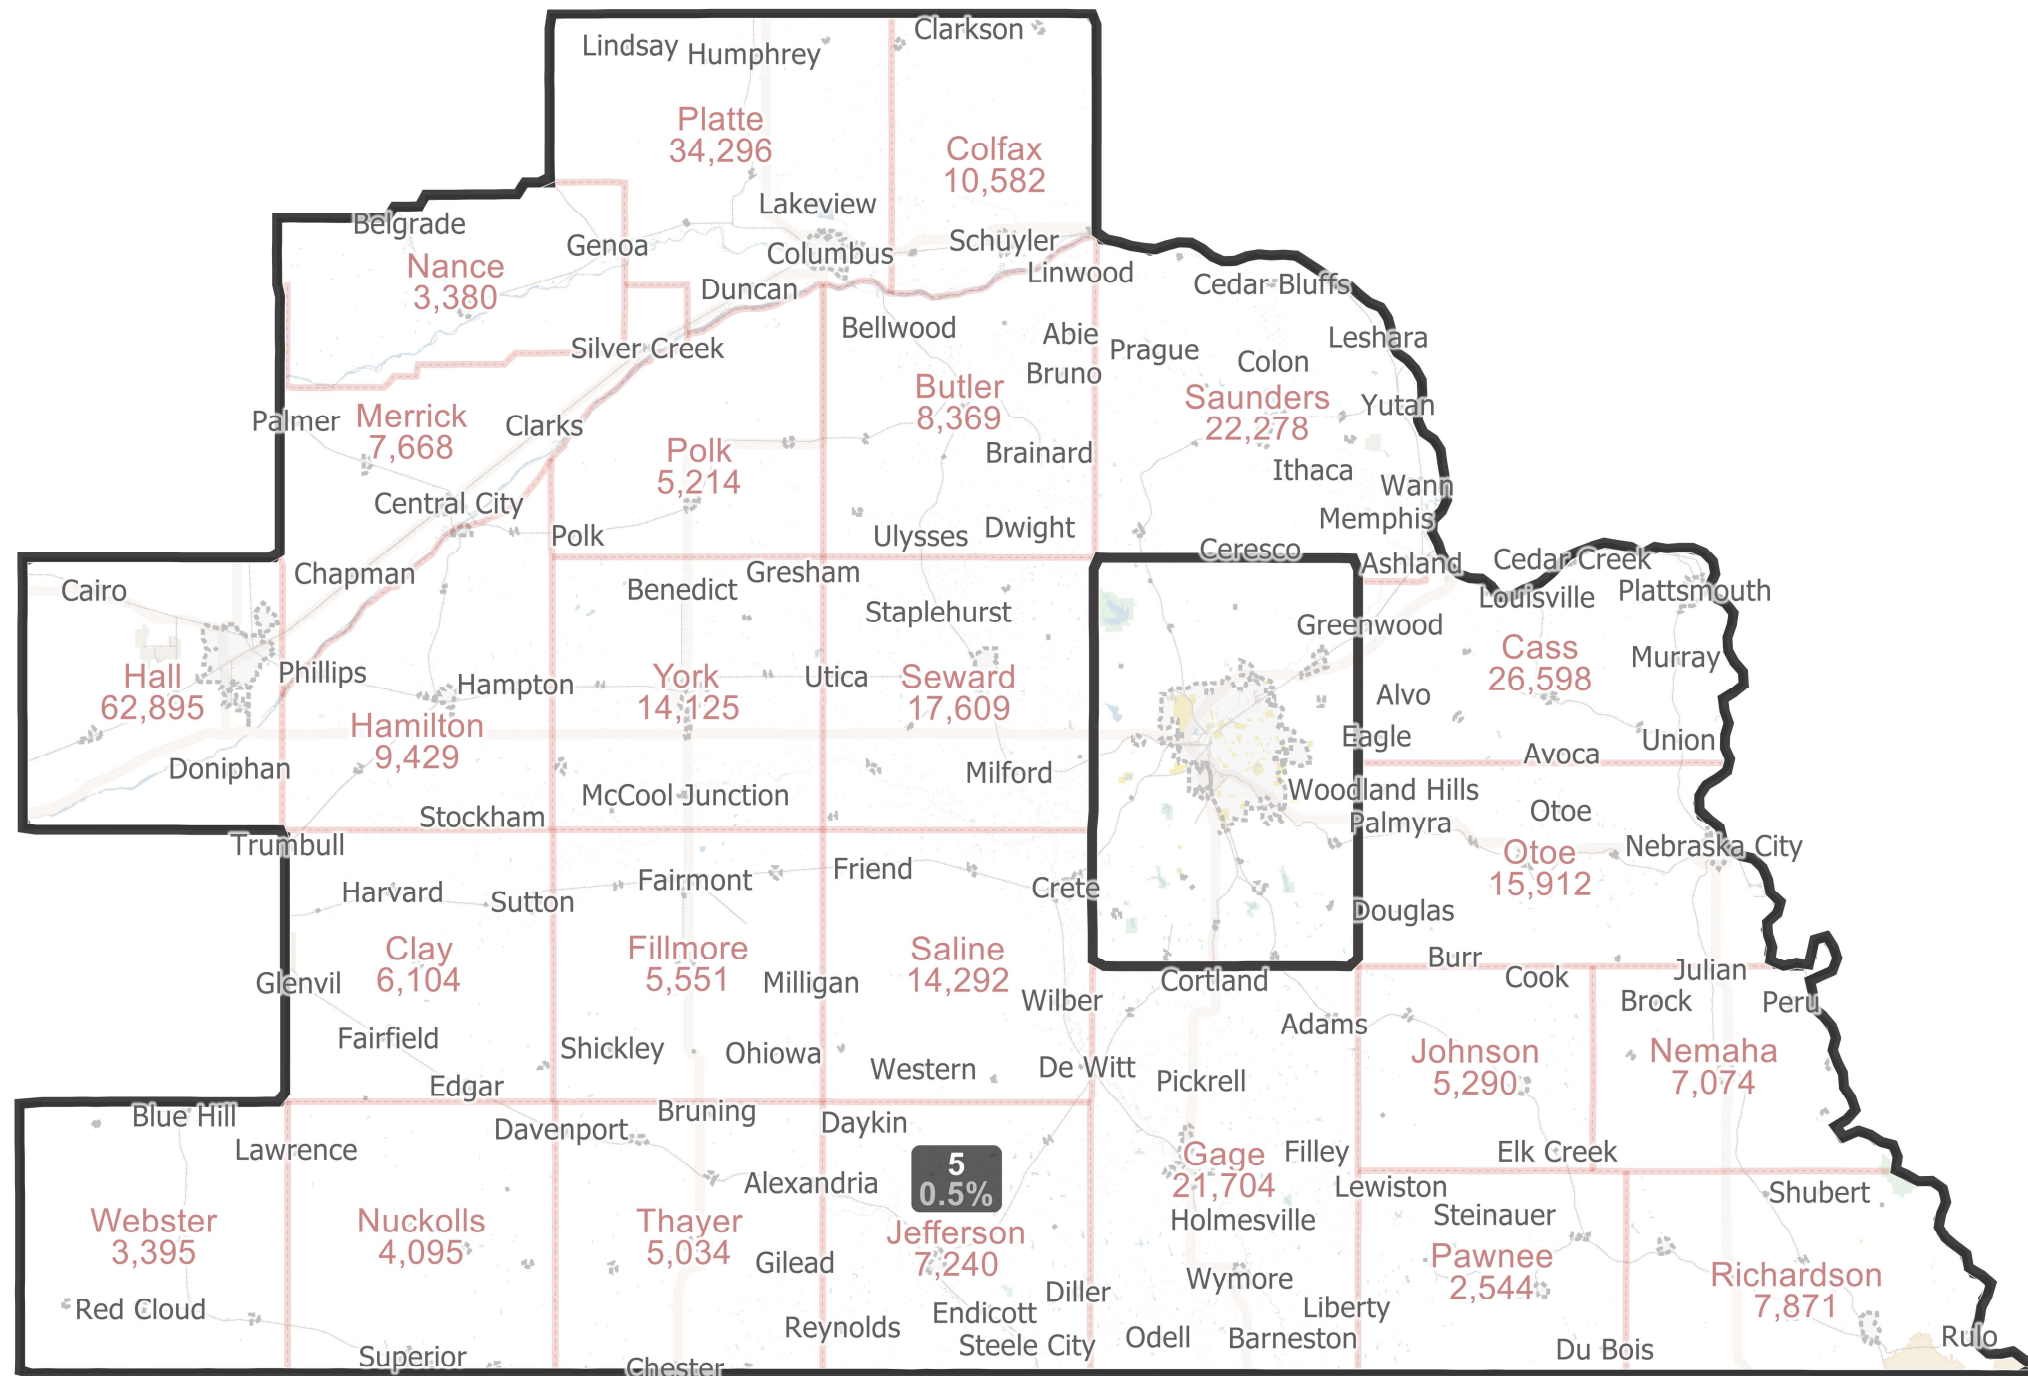 Clarkson
Lindsay
Humphrey
Platte
34,296
Colfax
10,582
Lakeview
Belgrade
Genoa
Columbus
Schuyler
Nance
3,380
Duncan
Linwood
Cedar Bluffs
Bellwood
Abie
Leshara
Silver Creek
Prague
Colon
Bruno
Butler
8,369
Saunders
22,278
Yutan
Palmer
Merrick
7,668
Clarks
Polk
5,214
Brainard
Ithaca
Wann
Central City
Memphis
Polk
Ulysses
Dwight
Ceresco
Ashland
Cedar Creek
Cairo
Chapman
Benedict
Gresham
Louisville
Plattsmouth
Staplehurst
Greenwood
Cass
26,598
Murray
Hall
62,895
Phillips
Hampton
York
14,125
Utica
Seward
17,609
Alvo
Hamilton
9,429
Eagle
Union
Avoca
Doniphan
Milford
McCool Junction
Woodland Hills
Otoe
Stockham
Palmyra
Trumbull
Otoe
15,912
Nebraska City
Harvard
Sutton
Fairmont
Friend
Crete
Douglas
Clay
6,104
Fillmore
5,551
Saline
14,292
Burr
Cook
Julian
Glenvil
Milligan
Wilber
Cortland
Brock
Peru
Adams
Fairfield
Shickley
Ohiowa
Western
De Witt
Johnson
5,290
Nemaha
7,074
Edgar
Pickrell
Blue Hill
Bruning
Daykin
Davenport
Lawrence
Filley
Elk Creek
5
0.5%
Gage
21,704
Alexandria
Lewiston
Shubert
Webster
3,395
Nuckolls
4,095
Thayer
5,034
Jefferson
7,240
Holmesville
Steinauer
Gilead
Pawnee
2,544
Richardson
7,871
Wymore
Diller
Red Cloud
Endicott
Liberty
Reynolds
Steele City
Odell
Barneston
Du Bois
Rulo
Superior
Chester